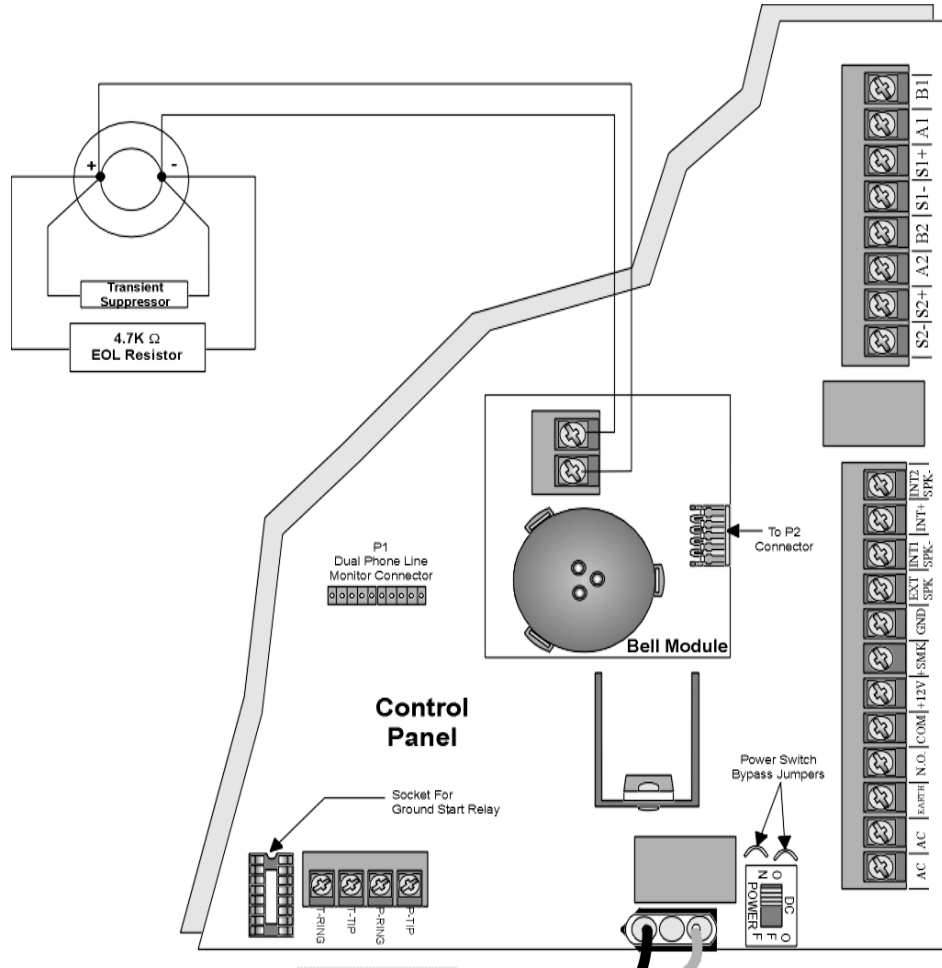 + -
Transient
Suppressor
4.7K Ω
EOL Resistor
B1
A1
S1+
S1-
B2
A2
S2+
S2-
To P2
Connector
Bell Module
P1
Dual Phone Line
Monitor Connector
Control
Panel
Socket For
Ground Start Relay
T-RING
T-TIP
P-RING
P-TIP
Power Switch
Bypass Jumpers
ON
DC
POWER
OFF
INT2
SPK-
INT+
INT1
SPK-
EXT
SPK
GND
+SMK
+12V
COM
N.O.
EARTH
AC
AC